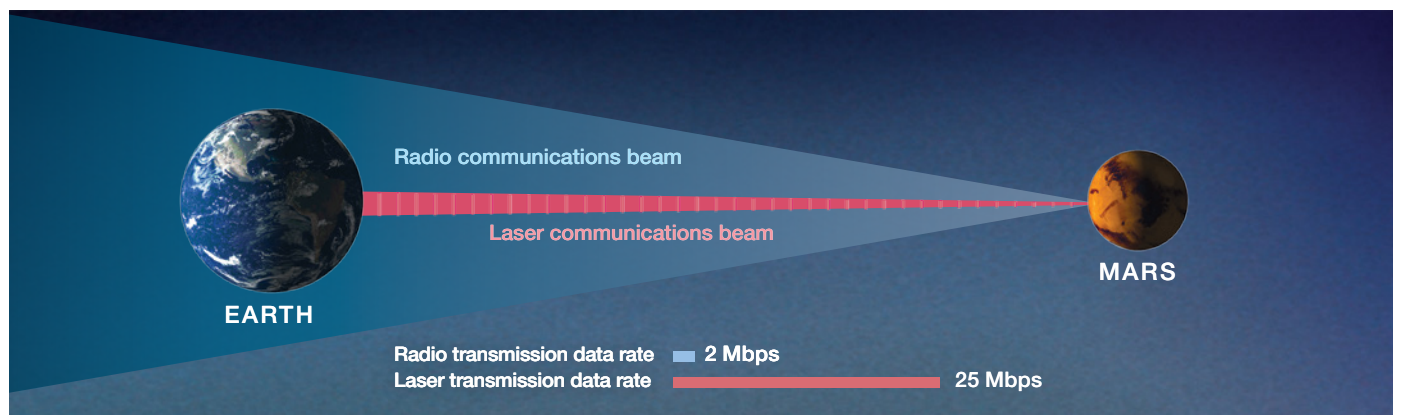 Radio communications beam
Laser communications beam
MARS
EARTH
Radio transmission data rate 2 Mbps
Laser transmission data rate 25 Mbps